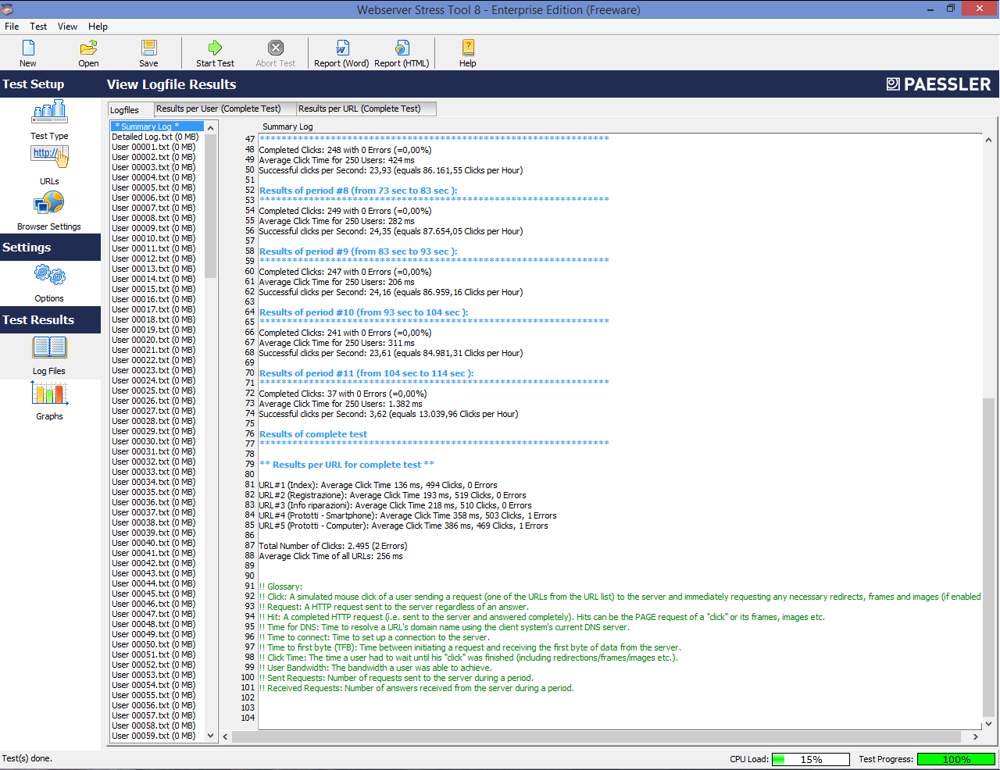 Webserver Stress Tool 8 - Enterprise Edition (Freeware)
File Test View Help
New Open Save Start Test Abort Test Report (Word) Report (HTML) Help
Test Setup
View Logfile Results
PAESSLER
Test Type
http://
URLs
Browser Settings
Settings
Options
Test Results
Log Files
Graphs
Logfiles Results per User (Complete Test) Results per URL (Complete Test)
* Summary Log *
Detailed Log.txt (0 MB)
User 00001.txt (0 MB)
User 00002.txt (0 MB)
User 00003.txt (0 MB)
User 00004.txt (0 MB)
User 00005.txt (0 MB)
User 00006.txt (0 MB)
User 00007.txt (0 MB)
User 00008.txt (0 MB)
User 00009.txt (0 MB)
User 00010.txt (0 MB)
User 00011.txt (0 MB)
User 00012.txt (0 MB)
User 00013.txt (0 MB)
User 00014.txt (0 MB)
User 00015.txt (0 MB)
User 00016.txt (0 MB)
User 00017.txt (0 MB)
User 00018.txt (0 MB)
User 00019.txt (0 MB)
User 00020.txt (0 MB)
User 00021.txt (0 MB)
User 00022.txt (0 MB)
User 00023.txt (0 MB)
User 00024.txt (0 MB)
User 00025.txt (0 MB)
User 00026.txt (0 MB)
User 00027.txt (0 MB)
User 00028.txt (0 MB)
User 00029.txt (0 MB)
User 00030.txt (0 MB)
User 00031.txt (0 MB)
User 00032.txt (0 MB)
User 00033.txt (0 MB)
User 00034.txt (0 MB)
User 00035.txt (0 MB)
User 00036.txt (0 MB)
User 00037.txt (0 MB)
User 00038.txt (0 MB)
User 00039.txt (0 MB)
User 00040.txt (0 MB)
User 00041.txt (0 MB)
User 00042.txt (0 MB)
User 00043.txt (0 MB)
User 00044.txt (0 MB)
User 00045.txt (0 MB)
User 00046.txt (0 MB)
User 00047.txt (0 MB)
User 00048.txt (0 MB)
User 00049.txt (0 MB)
User 00050.txt (0 MB)
User 00051.txt (0 MB)
User 00052.txt (0 MB)
User 00053.txt (0 MB)
User 00054.txt (0 MB)
User 00055.txt (0 MB)
User 00056.txt (0 MB)
User 00057.txt (0 MB)
User 00058.txt (0 MB)
User 00059.txt (0 MB)
Summary Log
47 ****************************************************************
48 Completed Clicks: 248 with 0 Errors (=0,00%)
49 Average Click Time for 250 Users: 424 ms
50 Successful clicks per Second: 23,93 (equals 86.161,55 Clicks per Hour)
51
52 Results of period #8 (from 73 sec to 83 sec ):
53 ****************************************************************
54 Completed Clicks: 249 with 0 Errors (=0,00%)
55 Average Click Time for 250 Users: 282 ms
56 Successful clicks per Second: 24,35 (equals 87.654,05 Clicks per Hour)
57
58 Results of period #9 (from 83 sec to 93 sec ):
59 ****************************************************************
60 Completed Clicks: 247 with 0 Errors (=0,00%)
61 Average Click Time for 250 Users: 206 ms
62 Successful clicks per Second: 24,16 (equals 86.959,16 Clicks per Hour)
63
64 Results of period #10 (from 93 sec to 104 sec ):
65 ****************************************************************
66 Completed Clicks: 241 with 0 Errors (=0,00%)
67 Average Click Time for 250 Users: 311 ms
68 Successful clicks per Second: 23,61 (equals 84.981,31 Clicks per Hour)
69
70 Results of period #11 (from 104 sec to 114 sec ):
71 ****************************************************************
72 Completed Clicks: 37 with 0 Errors (=0,00%)
73 Average Click Time for 250 Users: 1.382 ms
74 Successful clicks per Second: 3,62 (equals 13.039,96 Clicks per Hour)
75
76 Results of complete test
77 ****************************************************************
78
79 ** Results per URL for complete test **
80
81 URL#1 (Index): Average Click Time 136 ms, 494 Clicks, 0 Errors
82 URL#2 (Registrazione): Average Click Time 193 ms, 519 Clicks, 0 Errors
83 URL#3 (Info riparazioni): Average Click Time 218 ms, 510 Clicks, 0 Errors
84 URL#4 (Prototti - Smartphone): Average Click Time 358 ms, 503 Clicks, 1 Errors
85 URL#5 (Prototti - Computer): Average Click Time 386 ms, 469 Clicks, 1 Errors
86
87 Total Number of Clicks: 2.495 (2 Errors)
88 Average Click Time of all URLs: 256 ms
89
90
91 !! Glossary:
92 !! Click: A simulated mouse click of a user sending a request (one of the URLs from the URL list) to the server and immediately requesting any necessary redirects, frames and images (if enabled
93 !! Request: A HTTP request sent to the server regardless of an answer.
94 !! Hit: A completed HTTP request (i.e. sent to the server and answered completely). Hits can be the PAGE request of a "click" or its frames, images etc.
95 !! Time for DNS: Time to resolve a URL's domain name using the client system's current DNS server.
96 !! Time to connect: Time to set up a connection to the server.
97 !! Time to first byte (TFB): Time between initiating a request and receiving the first byte of data from the server.
98 !! Click Time: The time a user had to wait until his "click" was finished (including redirections/frames/images etc.).
99 !! User Bandwidth: The bandwidth a user was able to achieve.
100 !! Sent Requests: Number of requests sent to the server during a period.
101 !! Received Requests: Number of answers received from the server during a period.
102
103
104
Test(s) done.
CPU Load: 15% Test Progress: 100%